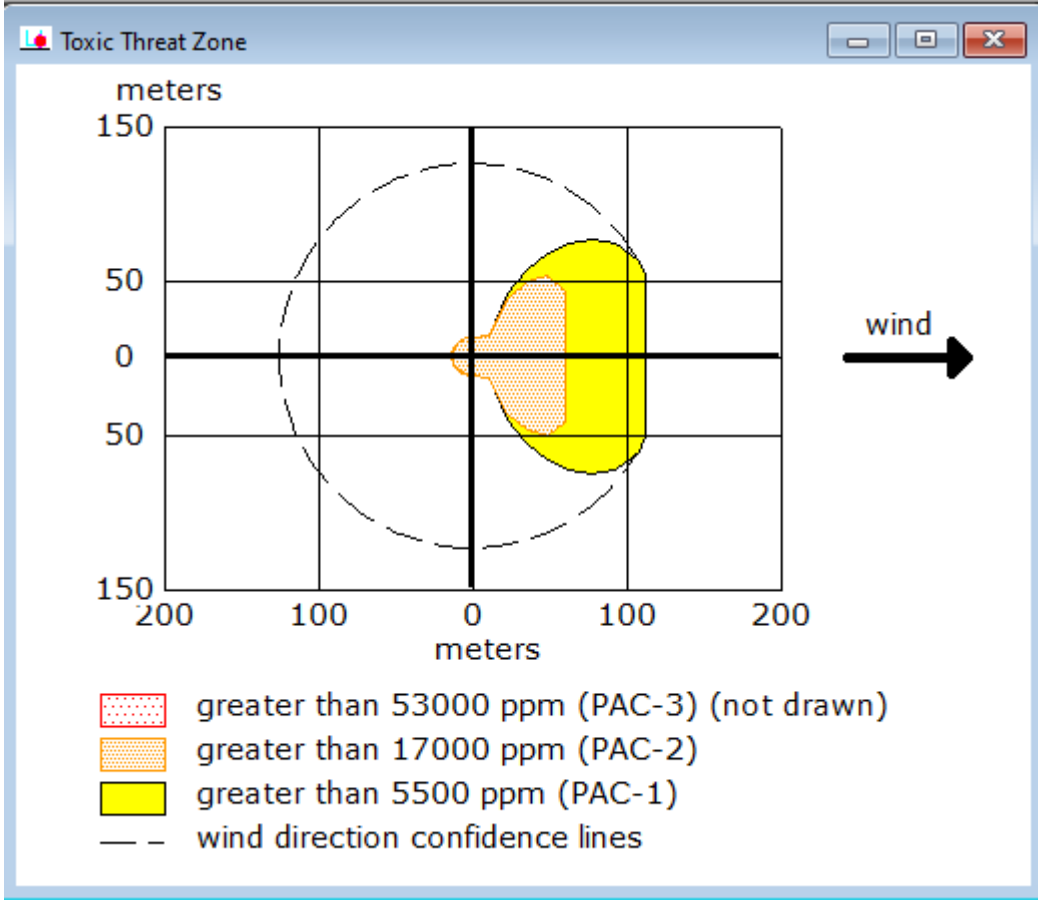 Toxic Threat Zone
meters
150
50
0
50
150
200 100 0 100 200
meters
wind
greater than 53000 ppm (PAC-3) (not drawn)
greater than 17000 ppm (PAC-2)
greater than 5500 ppm (PAC-1)
wind direction confidence lines